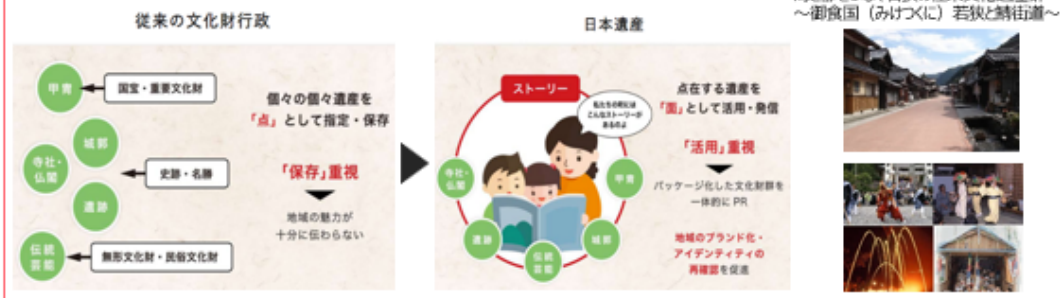 従来の文化財行政
甲冑
国宝・重要文化財
城郭
寺社・
仏閣
史跡・名勝
遺跡
伝統
芸能
無形文化財・民俗文化財
個々の個々遺産を
「点」として指定・保存
「保存」重視
地域の魅力が
十分に伝わらない
日本遺産
ストーリー
私たちの町には
こんなストーリーが
あるのよ
寺社・
仏閣
甲冑
遺跡
城郭
伝統
芸能
点在する遺産を
「面」として活用・発信
「活用」重視
パッケージ化した文化財群を
一体的に PR
地域のブランド化・
アイデンティティの
再確認を促進
～御食国（みけつくに）若狭と鯖街道～